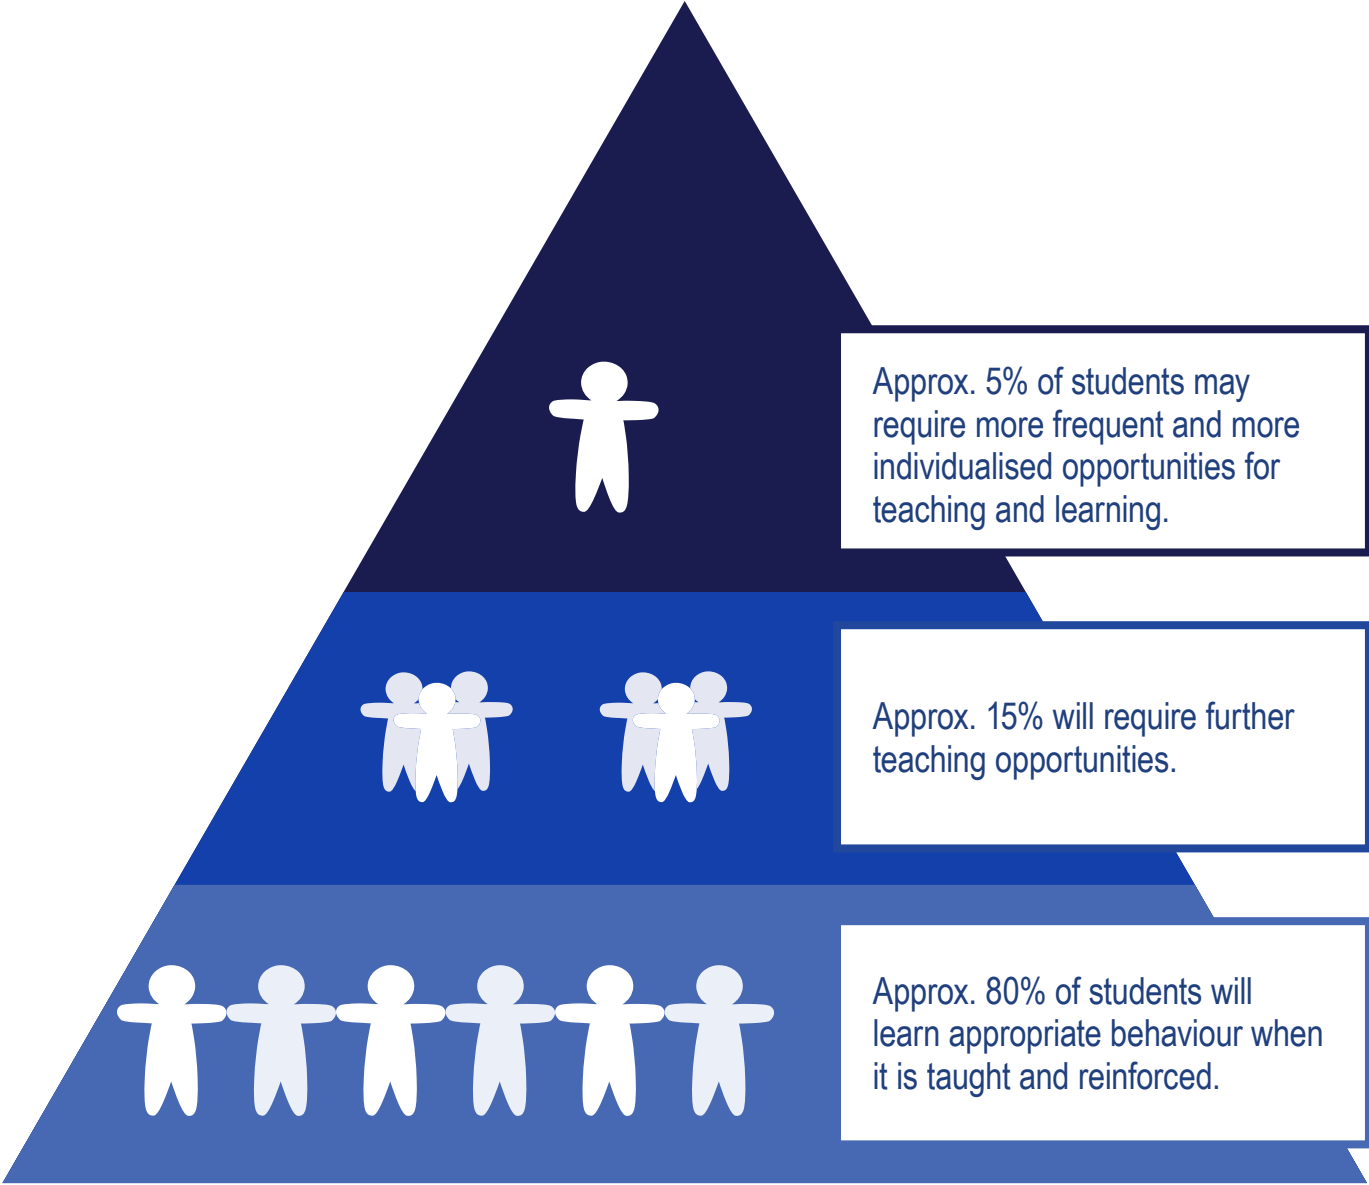 Approx. 5% of students may
require more frequent and more
individualised opportunities for
teaching and learning.
Approx. 15% will require further
teaching opportunities.
Approx. 80% of students will
learn appropriate behaviour when
it is taught and reinforced.